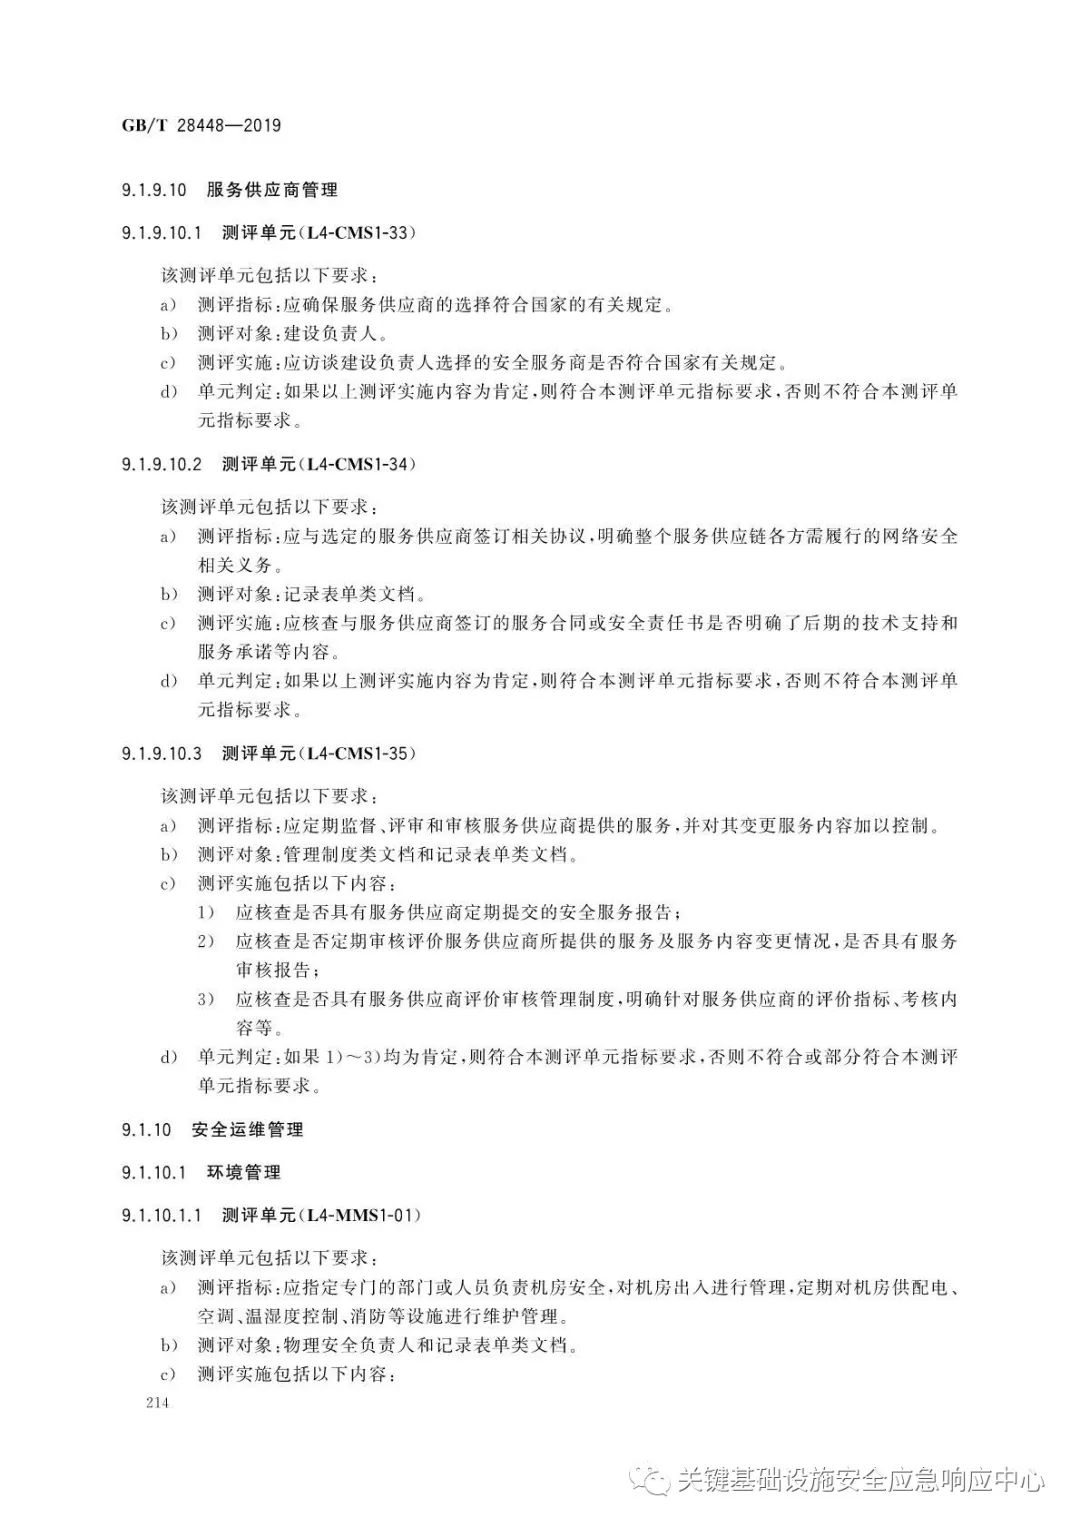 GB/T 28448—2019
9.1.9.10 服务供应商管理
9.1.9.10.1 测评单元(L4-CMS1-33)
该测评单元包括以下要求:
a) 测评指标:应确保服务供应商的选择符合国家的有关规定。
b) 测评对象:建设负责人。
c) 测评实施:应访谈建设负责人选择的安全服务商是否符合国家有关规定。
d) 单元判定:如果以上测评实施内容为肯定,则符合本测评单元指标要求,否则不符合本测评单
元指标要求。
9.1.9.10.2 测评单元(L4-CMS1-34)
该测评单元包括以下要求:
a) 测评指标:应与选定的服务供应商签订相关协议,明确整个服务供应链各方需履行的网络安全
相关义务。
b) 测评对象:记录表单类文档。
c) 测评实施:应核查与服务供应商签订的服务合同或安全责任书是否明确了后期的技术支持和
服务承诺等内容。
d) 单元判定:如果以上测评实施内容为肯定,则符合本测评单元指标要求,否则不符合本测评单
元指标要求。
9.1.9.10.3 测评单元(L4-CMS1-35)
该测评单元包括以下要求:
a) 测评指标:应定期监督、评审和审核服务供应商提供的服务,并对其变更服务内容加以控制。
b) 测评对象:管理制度类文档和记录表单类文档。
c) 测评实施包括以下内容:
1) 应核查是否具有服务供应商定期提交的安全服务报告;
2) 应核查是否定期审核评价服务供应商所提供的服务及服务内容变更情况,是否具有服务
审核报告;
3) 应核查是否具有服务供应商评价审核管理制度,明确针对服务供应商的评价指标、考核内
容等。
d) 单元判定:如果 1)～3)均为肯定,则符合本测评单元指标要求,否则不符合或部分符合本测评
单元指标要求。
9.1.10 安全运维管理
9.1.10.1 环境管理
9.1.10.1.1 测评单元(L4-MMS1-01)
该测评单元包括以下要求:
a) 测评指标:应指定专门的部门或人员负责机房安全,对机房出入进行管理,定期对机房供配电、
空调、温湿度控制、消防等设施进行维护管理。
b) 测评对象:物理安全负责人和记录表单类文档。
c) 测评实施包括以下内容:
214
关键基础设施安全应急响应中心